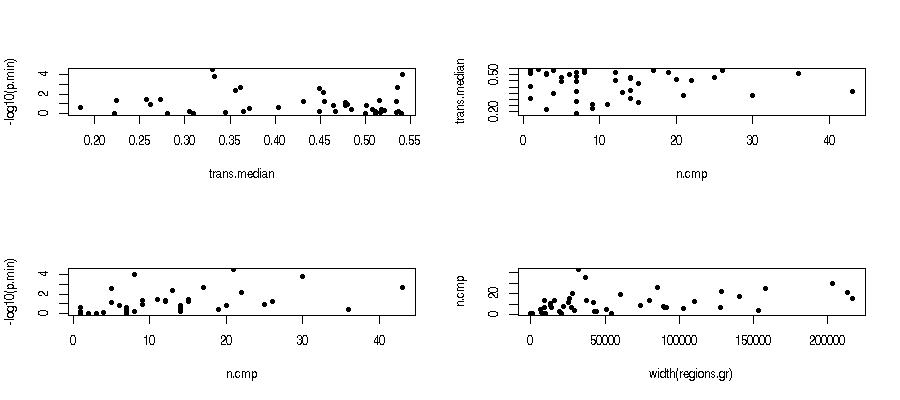 -log10(p.min)
0 2 4
0.20 0.25 0.30 0.35 0.40 0.45 0.50 0.55
trans.median
trans.median
0.20 0.50
0 10 20 30 40
n.cmp
-log10(p.min)
0 2 4
0 10 20 30 40
n.cmp
n.cmp
0 20
0 50000 100000 150000 200000
width(regions.gr)